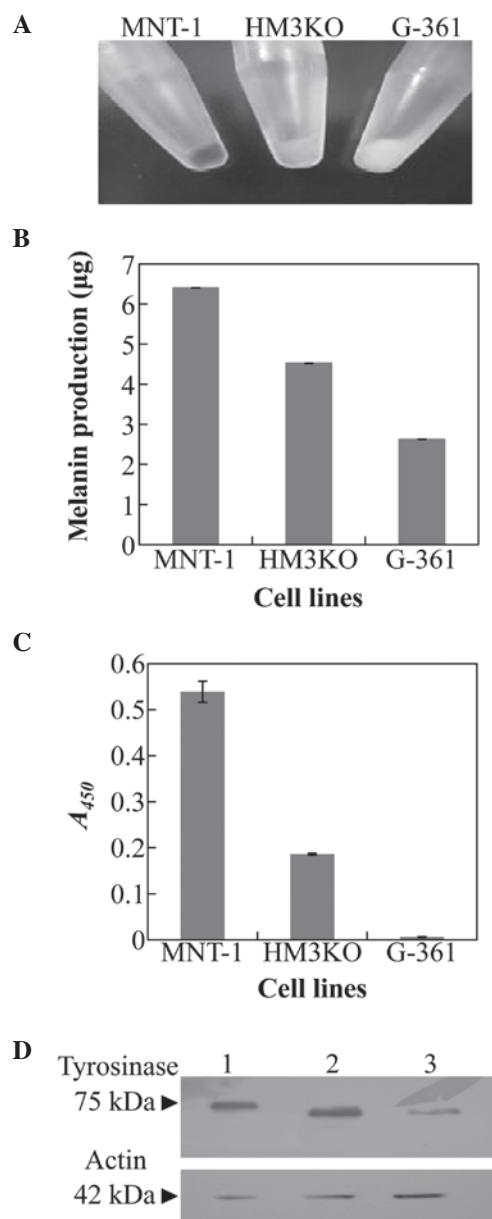 A
MNT-1 HM3KO G-361
B
Melanin production (µg)
7
6
5
4
3
2
1
0
MNT-1 HM3KO G-361
Cell lines
C
A450
0.6
0.5
0.4
0.3
0.2
0.1
0
MNT-1 HM3KO G-361
Cell lines
D
Tyrosinase 1 2 3
75 kDa
Actin
42 kDa